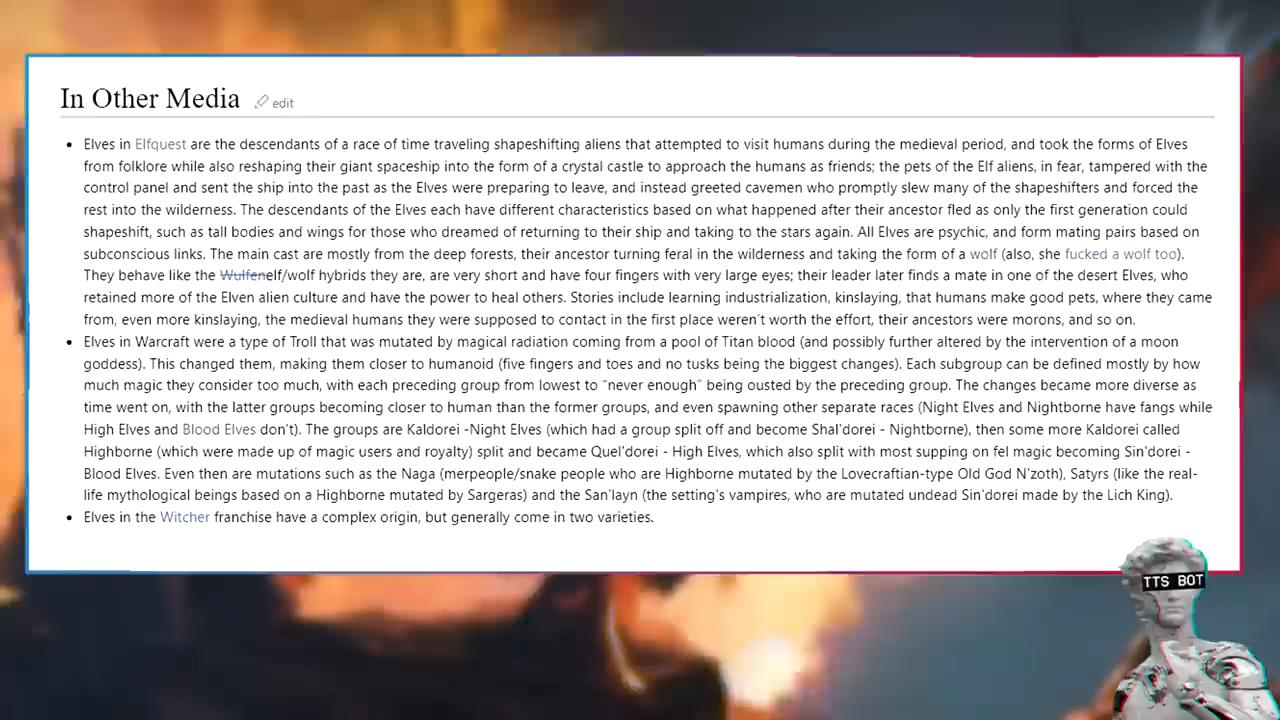 In Other Media edit
Elves in Elfquest are the descendants of a race of time traveling shapeshifting aliens that attempted to visit humans during the medieval period, and took the forms of Elves
from folklore while also reshaping their giant spaceship into the form of a crystal castle to approach the humans as friends; the pets of the Elf aliens, in fear, tampered with the
control panel and sent the ship into the past as the Elves were preparing to leave, and instead greeted cavemen who promptly slew many of the shapeshifters and forced the
rest into the wilderness. The descendants of the Elves each have different characteristics based on what happened after their ancestor fled as only the first generation could
shapeshift, such as tall bodies and wings for those who dreamed of returning to their ship and taking to the stars again. All Elves are psychic, and form mating pairs based on
subconscious links. The main cast are mostly from the deep forests, their ancestor turning feral in the wilderness and taking the form of a wolf (also, she fucked a wolf too).
They behave like the Wulfenelf/wolf hybrids they are, are very short and have four fingers with very large eyes; their leader later finds a mate in one of the desert Elves, who
retained more of the Elven alien culture and have the power to heal others. Stories include learning industrialization, kinslaying, that humans make good pets, where they came
from, even more kinslaying, the medieval humans they were supposed to contact in the first place weren't worth the effort, their ancestors were morons, and so on.
Elves in Warcraft were a type of Troll that was mutated by magical radiation coming from a pool of Titan blood (and possibly further altered by the intervention of a moon
goddess). This changed them, making them closer to humanoid (five fingers and toes and no tusks being the biggest changes). Each subgroup can be defined mostly by how
much magic they consider too much, with each preceding group from lowest to "never enough" being ousted by the preceding group. The changes became more diverse as
time went on, with the latter groups becoming closer to human than the former groups, and even spawning other separate races (Night Elves and Nightborne have fangs while
High Elves and Blood Elves don't). The groups are Kaldorei -Night Elves (which had a group split off and become Shal'dorei - Nightborne), then some more Kaldorei called
Highborne (which were made up of magic users and royalty) split and became Quel'dorei - High Elves, which also split with most supping on fel magic becoming Sin'dorei -
Blood Elves. Even then are mutations such as the Naga (merpeople/snake people who are Highborne mutated by the Lovecraftian-type Old God N'zoth), Satyrs (like the real-
life mythological beings based on a Highborne mutated by Sargeras) and the San'layn (the setting's vampires, who are mutated undead Sin'dorei made by the Lich King).
Elves in the Witcher franchise have a complex origin, but generally come in two varieties.
TTS BOT